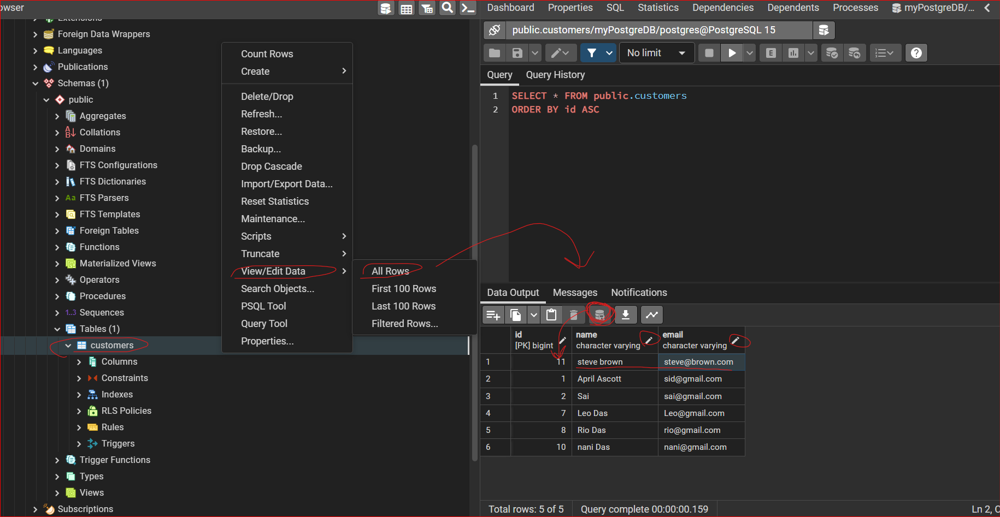 owser
Extensions
Foreign Data Wrappers
Languages
Publications
Schemas (1)
public
Aggregates
Collations
Domains
FTS Configurations
FTS Dictionaries
Aa FTS Parsers
FTS Templates
Foreign Tables
Functions
Materialized Views
Operators
Procedures
1..3 Sequences
Tables (1)
customers
Columns
Constraints
Indexes
RLS Policies
Rules
Triggers
Trigger Functions
Types
Views
Subscriptions
Count Rows
Create
Delete/Drop
Refresh...
Restore...
Backup...
Drop Cascade
Import/Export Data...
Reset Statistics
Maintenance...
Scripts
Truncate
View/Edit Data
Search Objects...
PSQL Tool
Query Tool
Properties...
All Rows
First 100 Rows
Last 100 Rows
Filtered Rows...
Dashboard Properties SQL Statistics Dependencies Dependents Processes myPostgreDB/...
public.customers/myPostgreDB/postgres@PostgreSQL 15
No limit E ?
Query Query History
1 SELECT * FROM public.customers
2 ORDER BY id ASC
Data Output Messages Notifications
id name email
[PK] bigint character varying character varying
1 11 steve brown steve@brown.com
2 1 April Ascott sid@gmail.com
3 2 Sai sai@gmail.com
4 7 Leo Das Leo@gmail.com
5 8 Rio Das rio@gmail.com
6 10 nani Das nani@gmail.com
Total rows: 5 of 5 Query complete 00:00:00.159 Ln 2, C